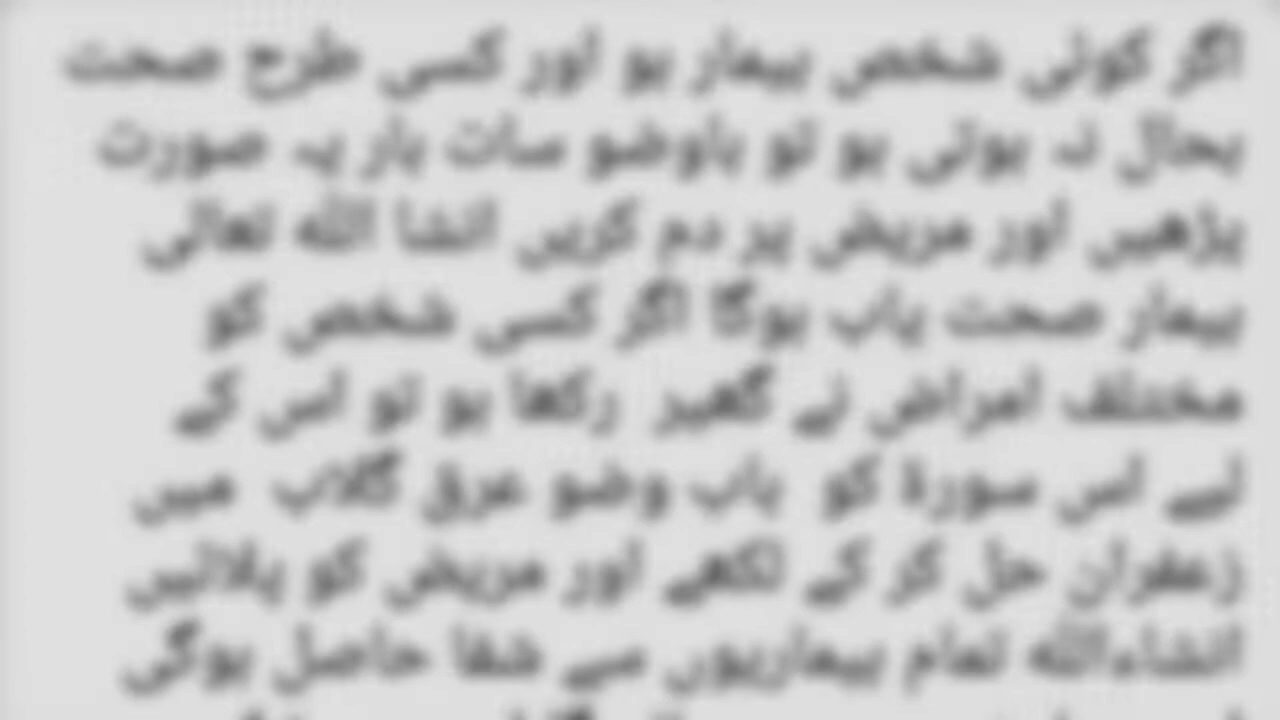 اگر کوئی شخص بیمار ہو اور کسی طرح صحت
بحال نہ ہوتی ہو تو باوضو سات بار یہ صورت
پڑھیں اور مریض پر دم کریں انشا اللہ تعالی
بیمار صحت یاب ہوگا اگر کسی شخص کو
مختلف امراض نے گھیر رکھا ہو تو اس کے
لیے اس سورۃ کو باب وضو عرق گلاب میں
زعفران حل کر کے لکھے اور مریض کو پلائیں
انشاءاللہ تمام بیماریوں سے شفا حاصل ہوگی